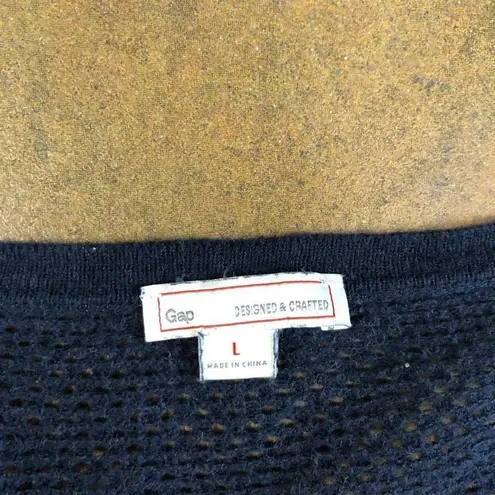 Gap DESIGNED & CRAFTED
L
MADE IN CHINA